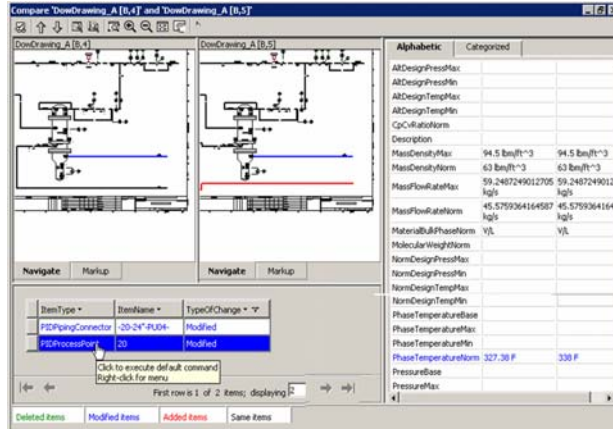 Compare 'DowDrawing_A [B,4]' and 'DowDrawing_A [B,5]'
DowDrawing_A [B,4]
DowDrawing_A [B,5]
Navigate Markup
Navigate Markup
ItemType ItemName TypeOfChange
PIDPipingConnector -20-24"-PU04- Modified
PIDProcessPoint 20 Modified
Click to execute default command
Right-click for menu
First row is 1 of 2 items; displaying 2
Deleted items Modified items Added items Same items
Alphabetic Categorized
AltDesignPressMax
AltDesignPressMin
AltDesignTempMax
AltDesignTempMin
CpCvRatioNorm
Description
MassDensityMax 94.5 lbm/ft^3 94.5 lbm/ft^3
MassDensityNorm 63 lbm/ft^3 63 lbm/ft^3
MassFlowRateMax 59.2487249012705 kg/s 59.2487249012 kg/s
MassFlowRateNorm 45.5759364164587 kg/s 45.5759364164 kg/s
MaterialBulkPhaseNorm V/L V/L
MolecularWeightNorm
NormDesignPressMax
NormDesignPressMin
NormDesignTempMax
NormDesignTempMin
PhaseTemperatureBase
PhaseTemperatureMax
PhaseTemperatureMin
PhaseTemperatureNorm 327.38 F 338 F
PressureBase
PressureMax